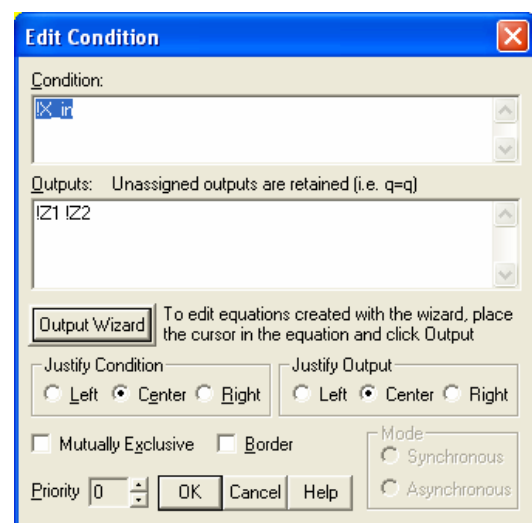 Edit Condition
Condition:
!X_in
Outputs: Unassigned outputs are retained (i.e. q=q)
!Z1 !Z2
Output Wizard
To edit equations created with the wizard, place
the cursor in the equation and click Output
Justify Condition
Left Center Right
Justify Output
Left Center Right
Mutually Exclusive Border
Mode
Synchronous
Asynchronous
Priority 0 OK Cancel Help